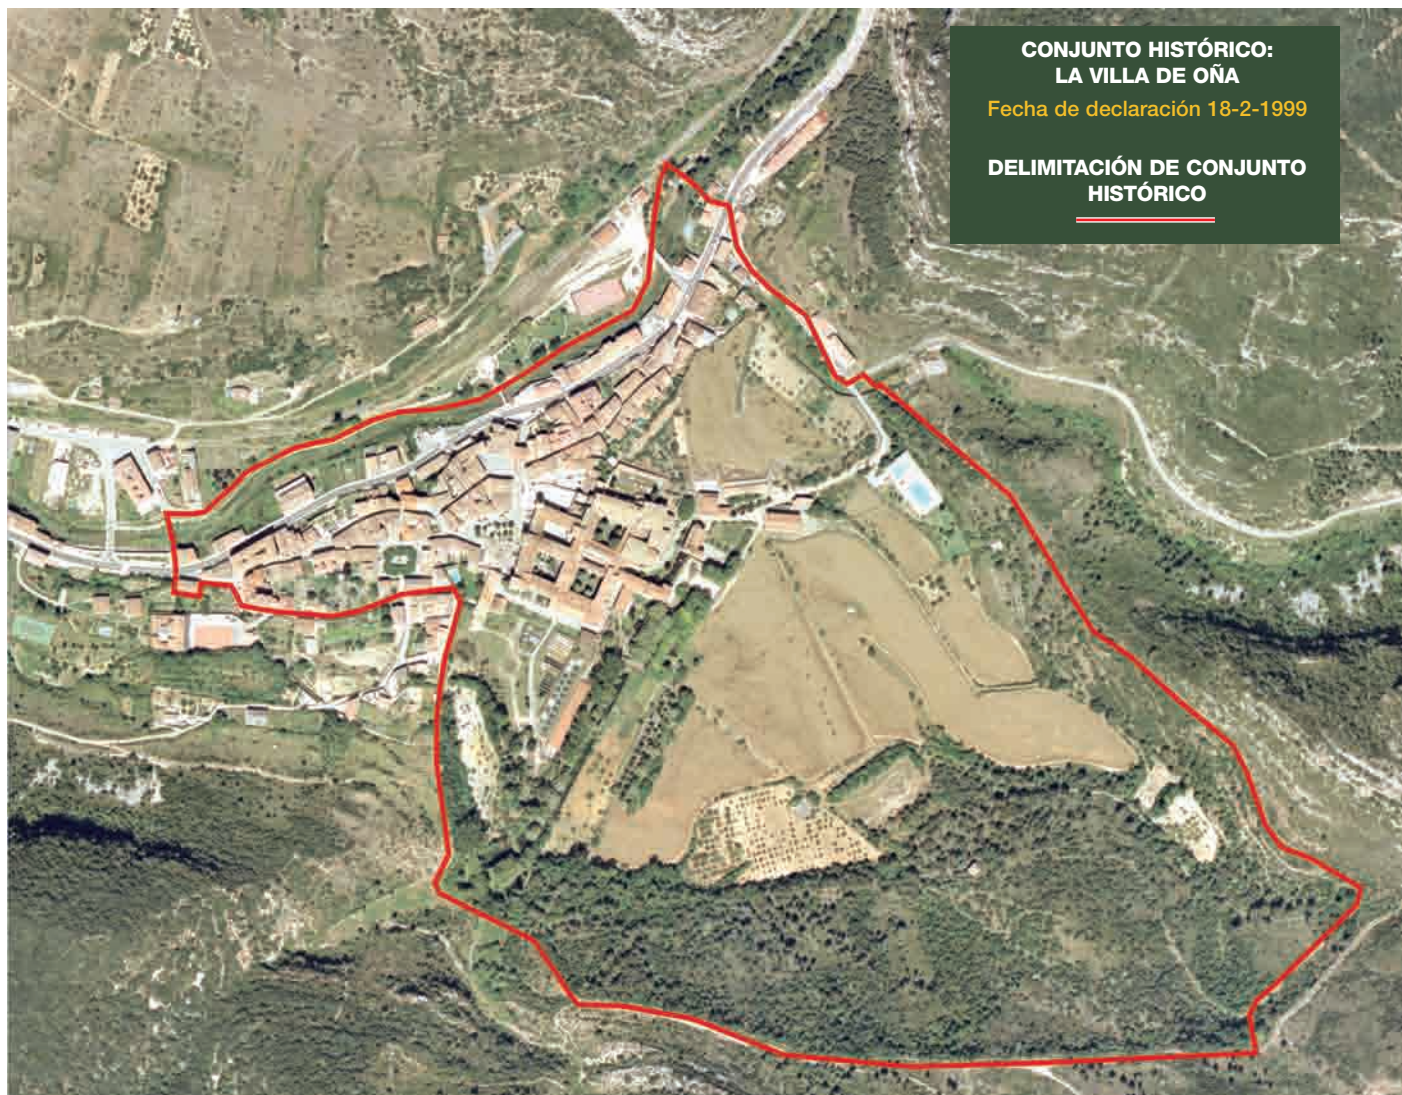 CONJUNTO HISTÓRICO:
LA VILLA DE OÑA
Fecha de declaración 18-2-1999
DELIMITACIÓN DE CONJUNTO
HISTÓRICO